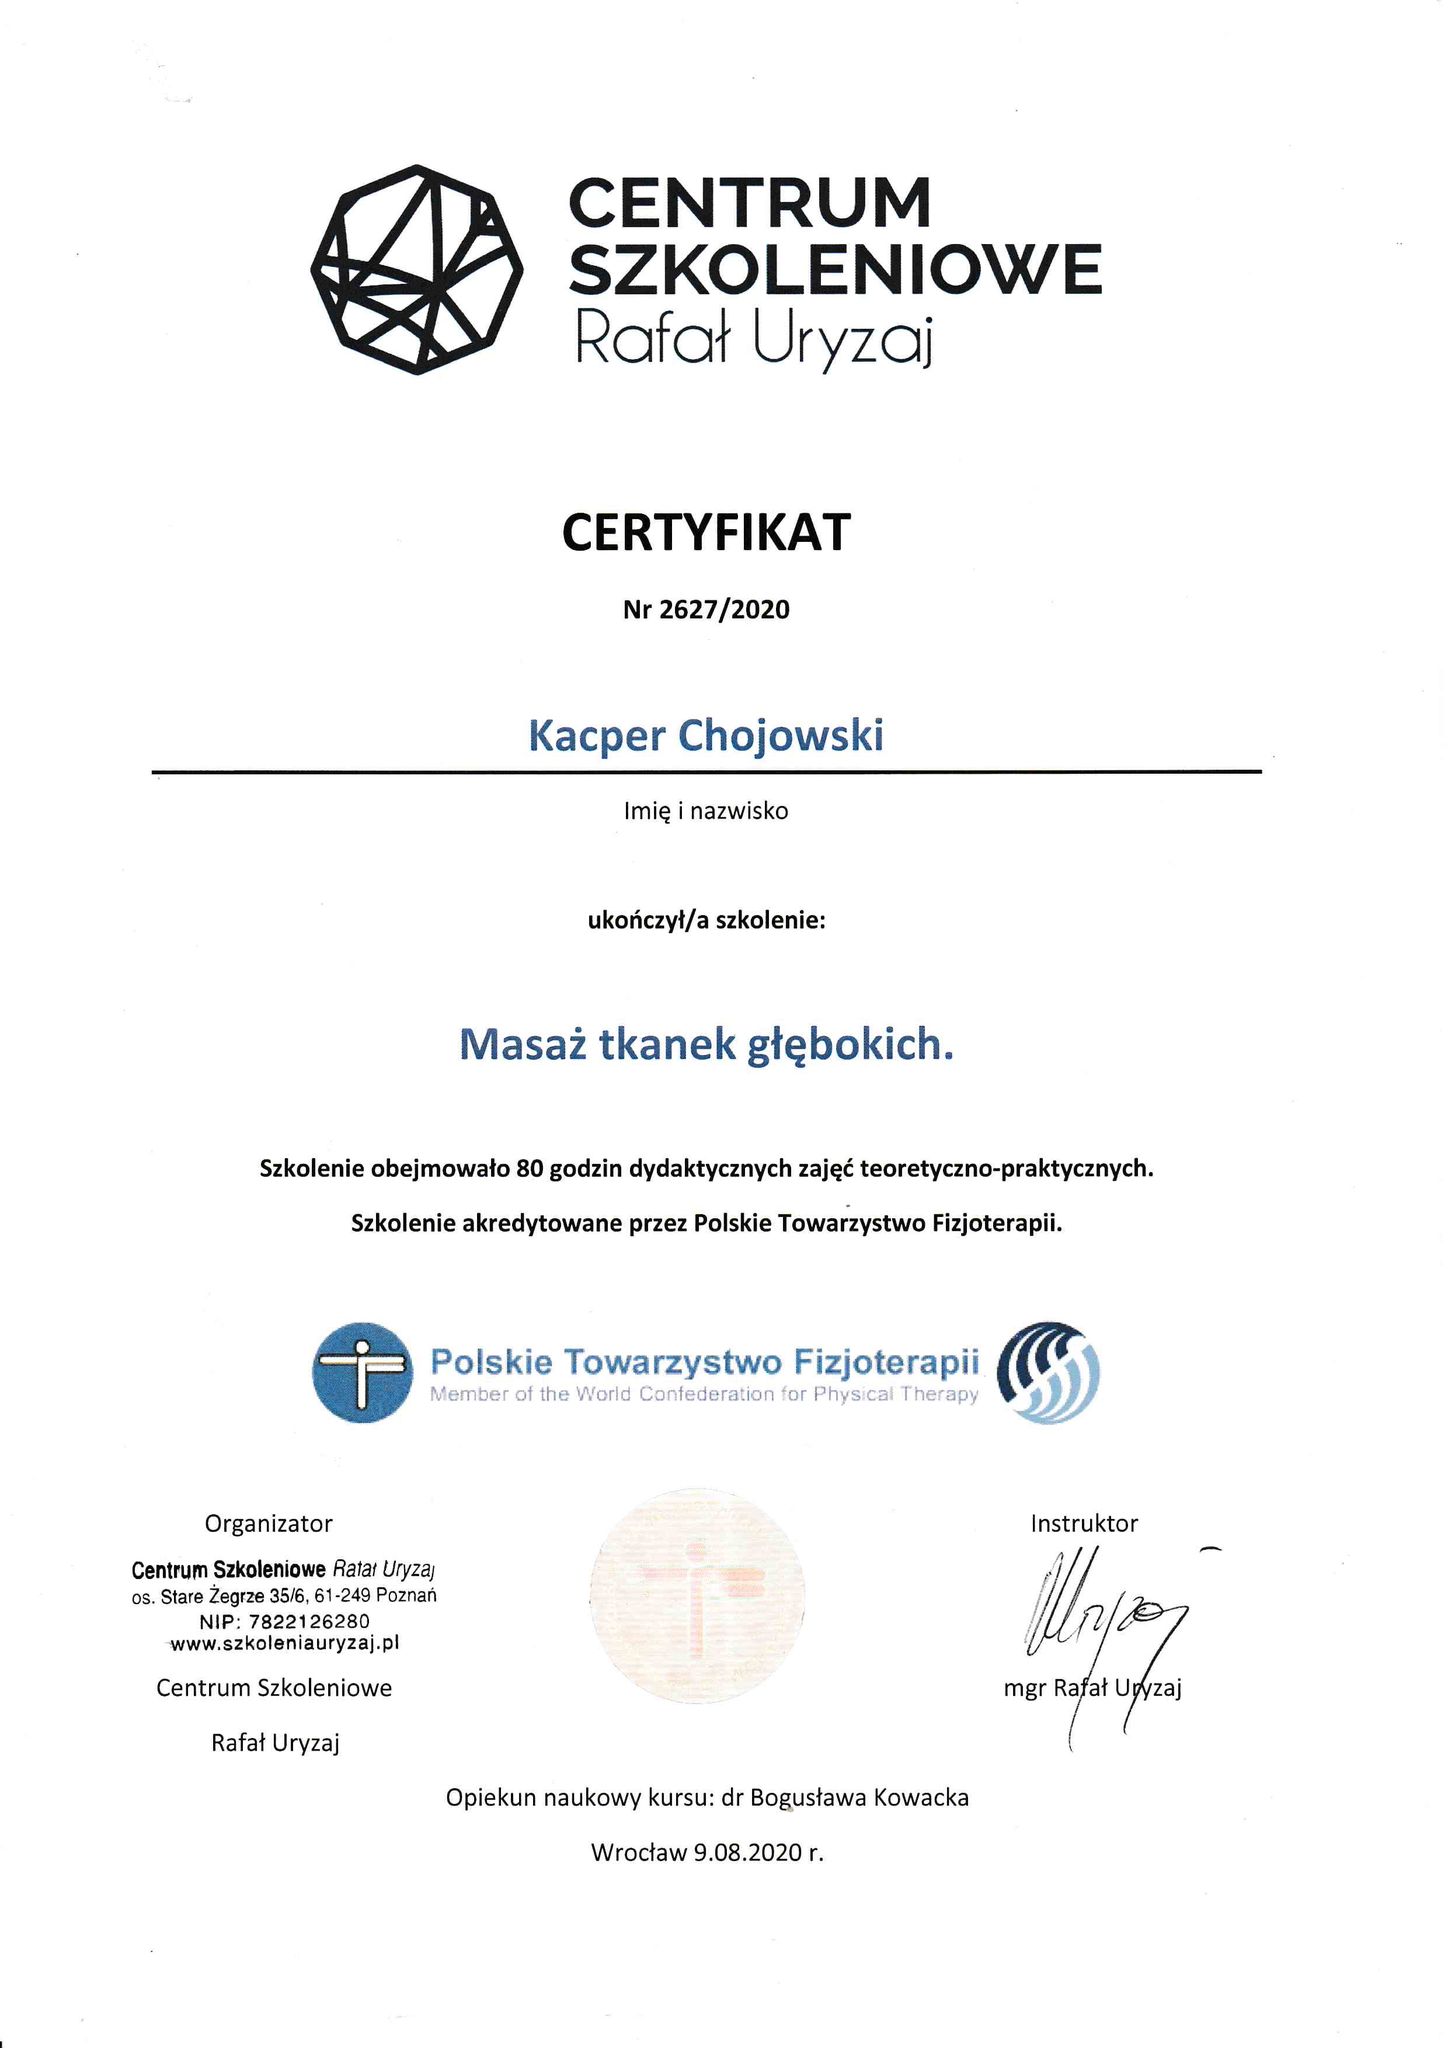 CENTRUM
SZKOLENIOWE
Rafał Uryzaj
CERTYFIKAT
Nr 2627/2020
Kacper Chojowski
Imię i nazwisko
ukończył/a szkolenie:
Masaż tkanek głębokich.
Szkolenie obejmowało 80 godzin dydaktycznych zajęć teoretyczno-praktycznych.
Szkolenie akredytowane przez Polskie Towarzystwo Fizjoterapii.
Polskie Towarzystwo Fizjoterapii
Member of the World Confederation for Physical Therapy
Organizator
Centrum Szkoleniowe Rafał Uryzaj
os. Stare Żegrze 35/6, 61-249 Poznań
NIP: 7822126280
www.szkoleniauryzaj.pl
Centrum Szkoleniowe
Rafał Uryzaj
Instruktor
Uryzaj
mgr Rafał Uryzaj
Opiekun naukowy kursu: dr Bogusława Kowacka
Wrocław 9.08.2020 r.